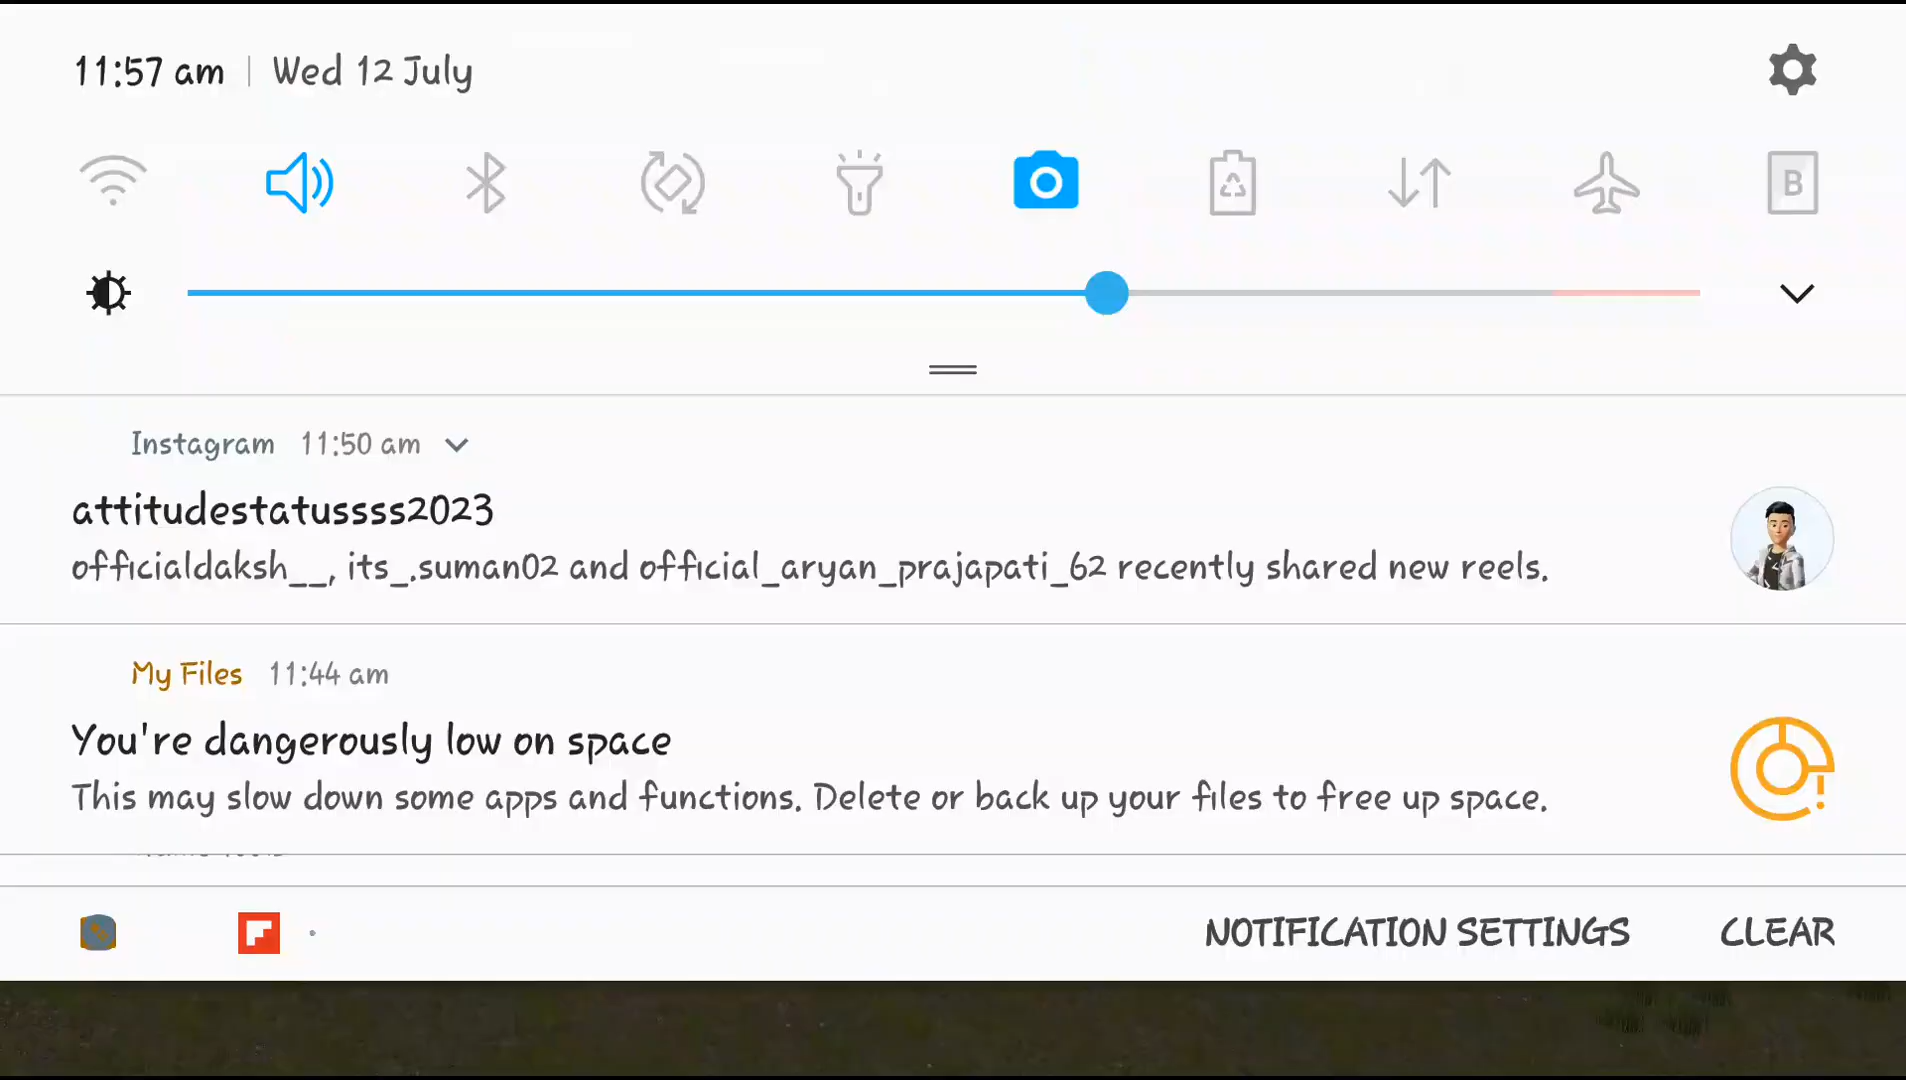 11:57 am | Wed 12 July
B
Instagram 11:50 am
attitudestatussss2023
officialdaksh__, its_.suman02 and official_aryan_prajapati_62 recently shared new reels.
My Files 11:44 am
You're dangerously low on space
This may slow down some apps and functions. Delete or back up your files to free up space.
NOTIFICATION SETTINGS CLEAR